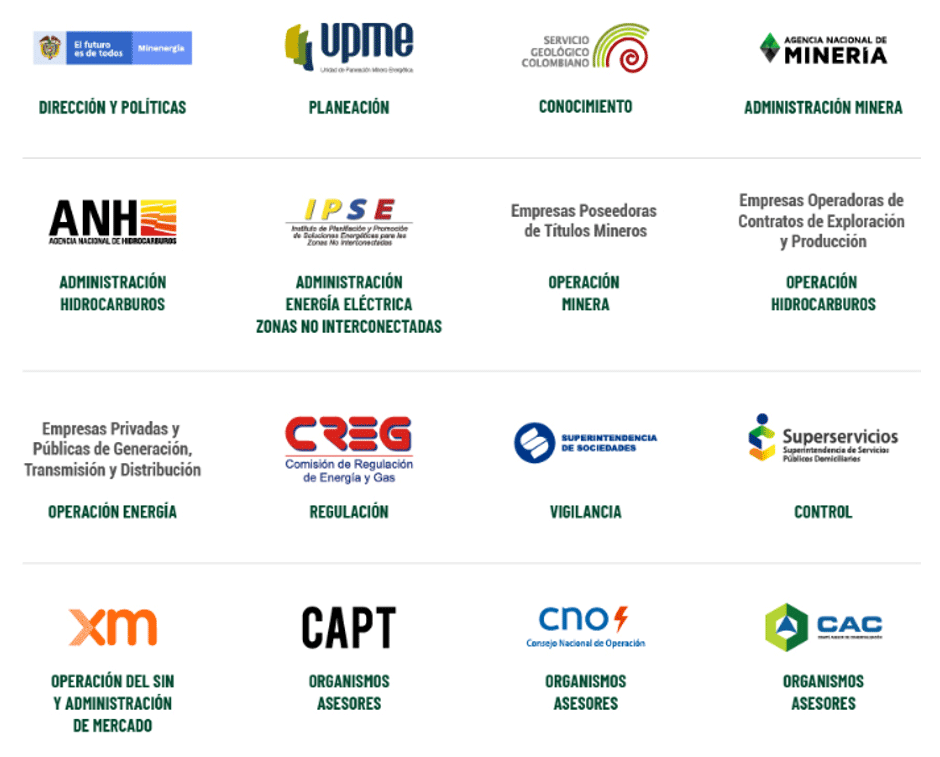 El futuro
es de todos
Minenergía
DIRECCIÓN Y POLÍTICAS
upme
Unidad de Planeación Minero Energética
PLANEACIÓN
SERVICIO
GEOLÓGICO
COLOMBIANO
CONOCIMIENTO
AGENCIA NACIONAL DE
MINERÍA
ADMINISTRACIÓN MINERA
ANH
AGENCIA NACIONAL DE HIDROCARBUROS
ADMINISTRACIÓN
HIDROCARBUROS
IPSE
Instituto de Planificación y Promoción
de Soluciones Energéticas para las
Zonas No Interconectadas
ADMINISTRACIÓN
ENERGÍA ELÉCTRICA
ZONAS NO INTERCONECTADAS
Empresas Poseedoras
de Títulos Mineros
OPERACIÓN
MINERA
Empresas Operadoras de
Contratos de Exploración
y Producción
OPERACIÓN
HIDROCARBUROS
Empresas Privadas y
Públicas de Generación,
Transmisión y Distribución
OPERACIÓN ENERGÍA
CREG
Comisión de Regulación
de Energía y Gas
REGULACIÓN
SUPERINTENDENCIA
DE SOCIEDADES
VIGILANCIA
Superservicios
Superintendencia de Servicios
Públicos Domiciliarios
CONTROL
xm
OPERACIÓN DEL SIN
Y ADMINISTRACIÓN
DE MERCADO
CAPT
ORGANISMOS
ASESORES
cno
Consejo Nacional de Operación
ORGANISMOS
ASESORES
CAC
ORGANISMOS
ASESORES